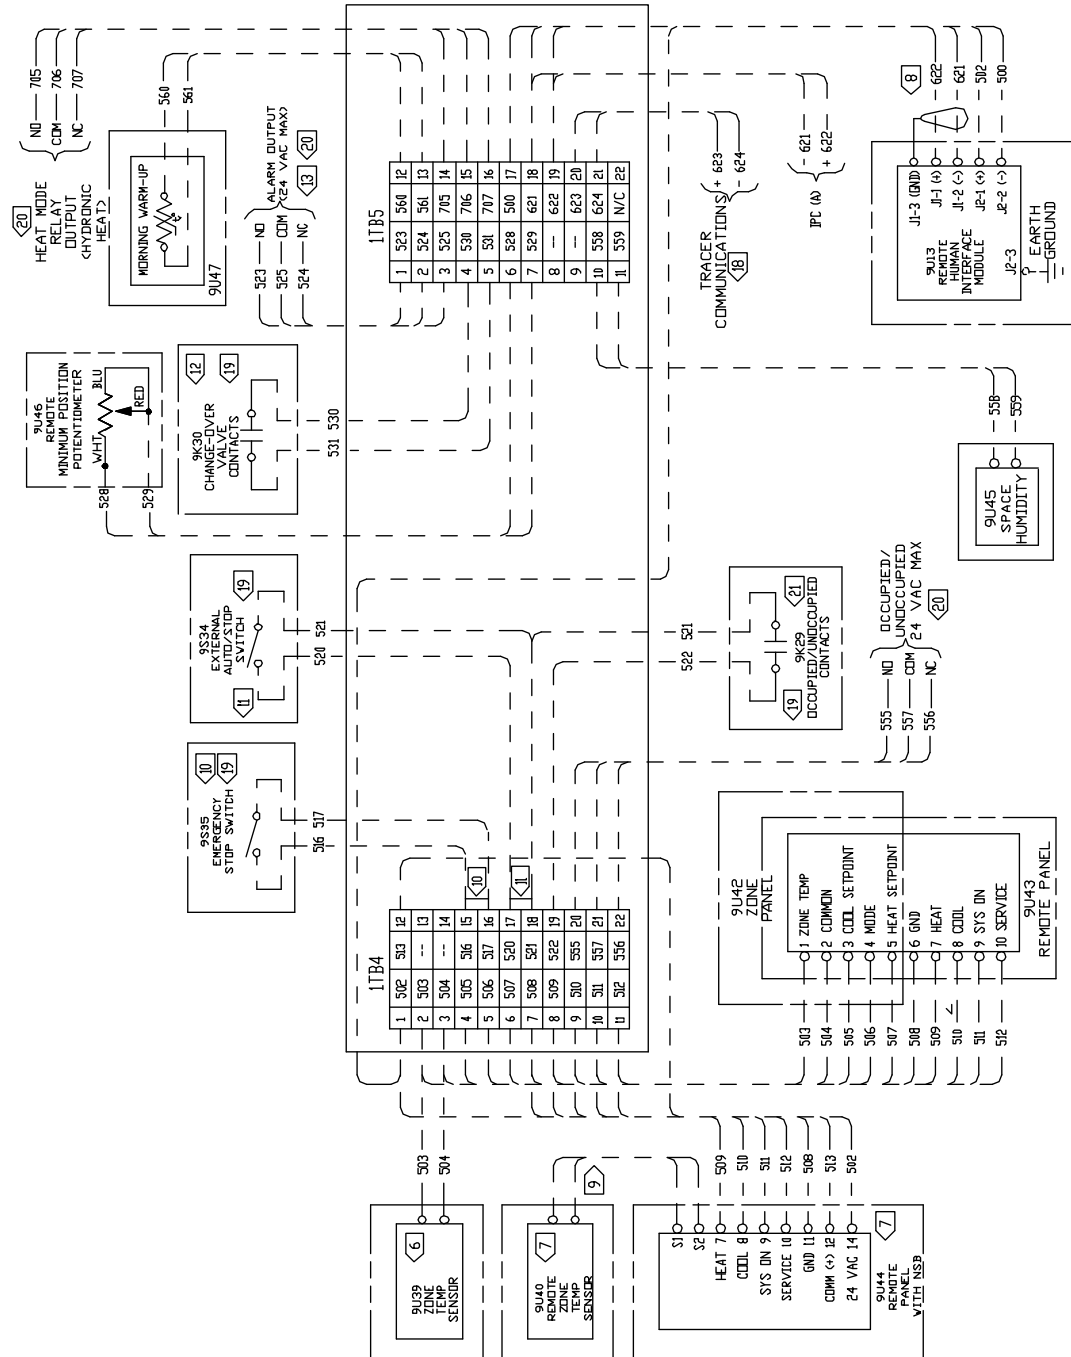 NO 705
COM 706
NC 707
20
HEAT MODE
RELAY
OUTPUT
<HYDRONIC
HEAT>
560
561
MORNING WARM-UP
9U47
523 NO
525 COM
524 NC
ALARM OUTPUT
<24 VAC MAX>
13
20
9U46
REMOTE
MINIMUM POSITION
POTENTIOMETER
WHT
BLU
RED
528
529
12
19
9K30
CHANGE-OVER
VALVE
CONTACTS
530
531
9S34
EXTERNAL
AUTO/STOP
SWITCH
19
11
521
520
9S35
EMERGENCY
STOP SWITCH
10
19
517
516
1TB5
1 523 560 12
2 524 561 13
3 525 705 14
4 530 706 15
5 531 707 16
6 528 500 17
7 529 621 18
8 -- 622 19
9 -- 623 20
10 558 624 21
11 559 N/C 22
TRACER
COMMUNICATIONS
18
+ 623
- 624
IPC (A)
- 621
+ 622
8
622
621
502
500
J1-3 (GND)
J1-1 (+)
J1-2 (-)
J2-1 (+)
J2-2 (-)
9U13
REMOTE
HUMAN
INTERFACE
MODULE
J2-3
EARTH
GROUND
558
559
9U45
SPACE
HUMIDITY
521
522
21
19
9K29
OCCUPIED/UNOCCUPIED
CONTACTS
OCCUPIED/
UNOCCUPIED
24 VAC MAX
20
555 NO
557 COM
556 NC
1TB4
1 502 513 12
2 503 -- 13
3 504 -- 14
4 505 516 15
5 506 517 16
6 507 520 17
7 508 521 18
8 509 522 19
9 510 555 20
10 511 557 21
11 512 556 22
10
11
9U42
ZONE
PANEL
503 1 ZONE TEMP
504 2 COMMON
505 3 COOL SETPOINT
506 4 MODE
507 5 HEAT SETPOINT
508 6 GND
509 7 HEAT
510 8 COOL
511 9 SYS ON
512 10 SERVICE
9U43
REMOTE PANEL
503
504
6
9U39
ZONE
TEMP
SENSOR
9
7
9U40
REMOTE
ZONE
TEMP
SENSOR
S1
S2
HEAT 7 509
COOL 8 510
SYS ON 9 511
SERVICE 10 512
GND 11 508
COMM (+) 12 513
24 VAC 14 502
7
9U44
REMOTE
PANEL
WITH NSB